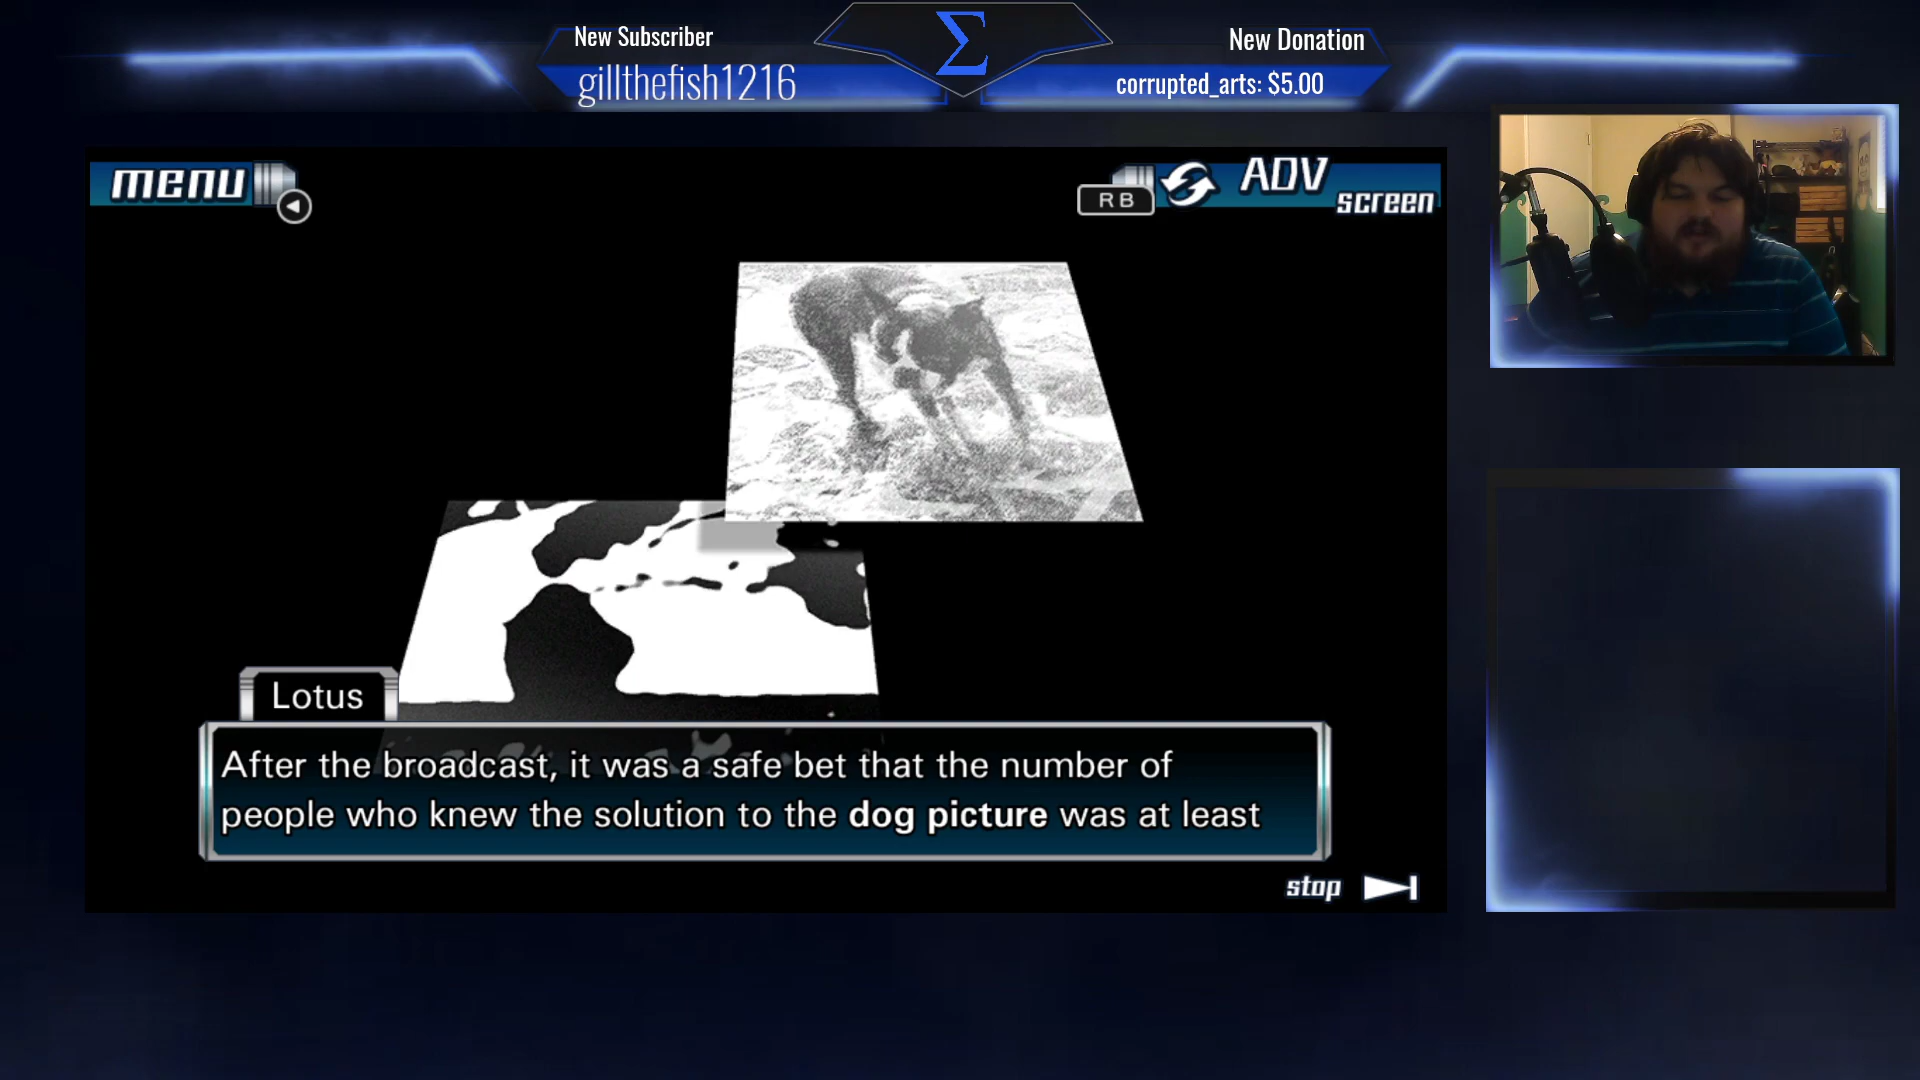 New Subscriber
gillthefish1216
Σ
New Donation
corrupted_arts: $5.00
menu
RB
ADV
screen
Lotus
After the broadcast, it was a safe bet that the number of
people who knew the solution to the dog picture was at least
stop